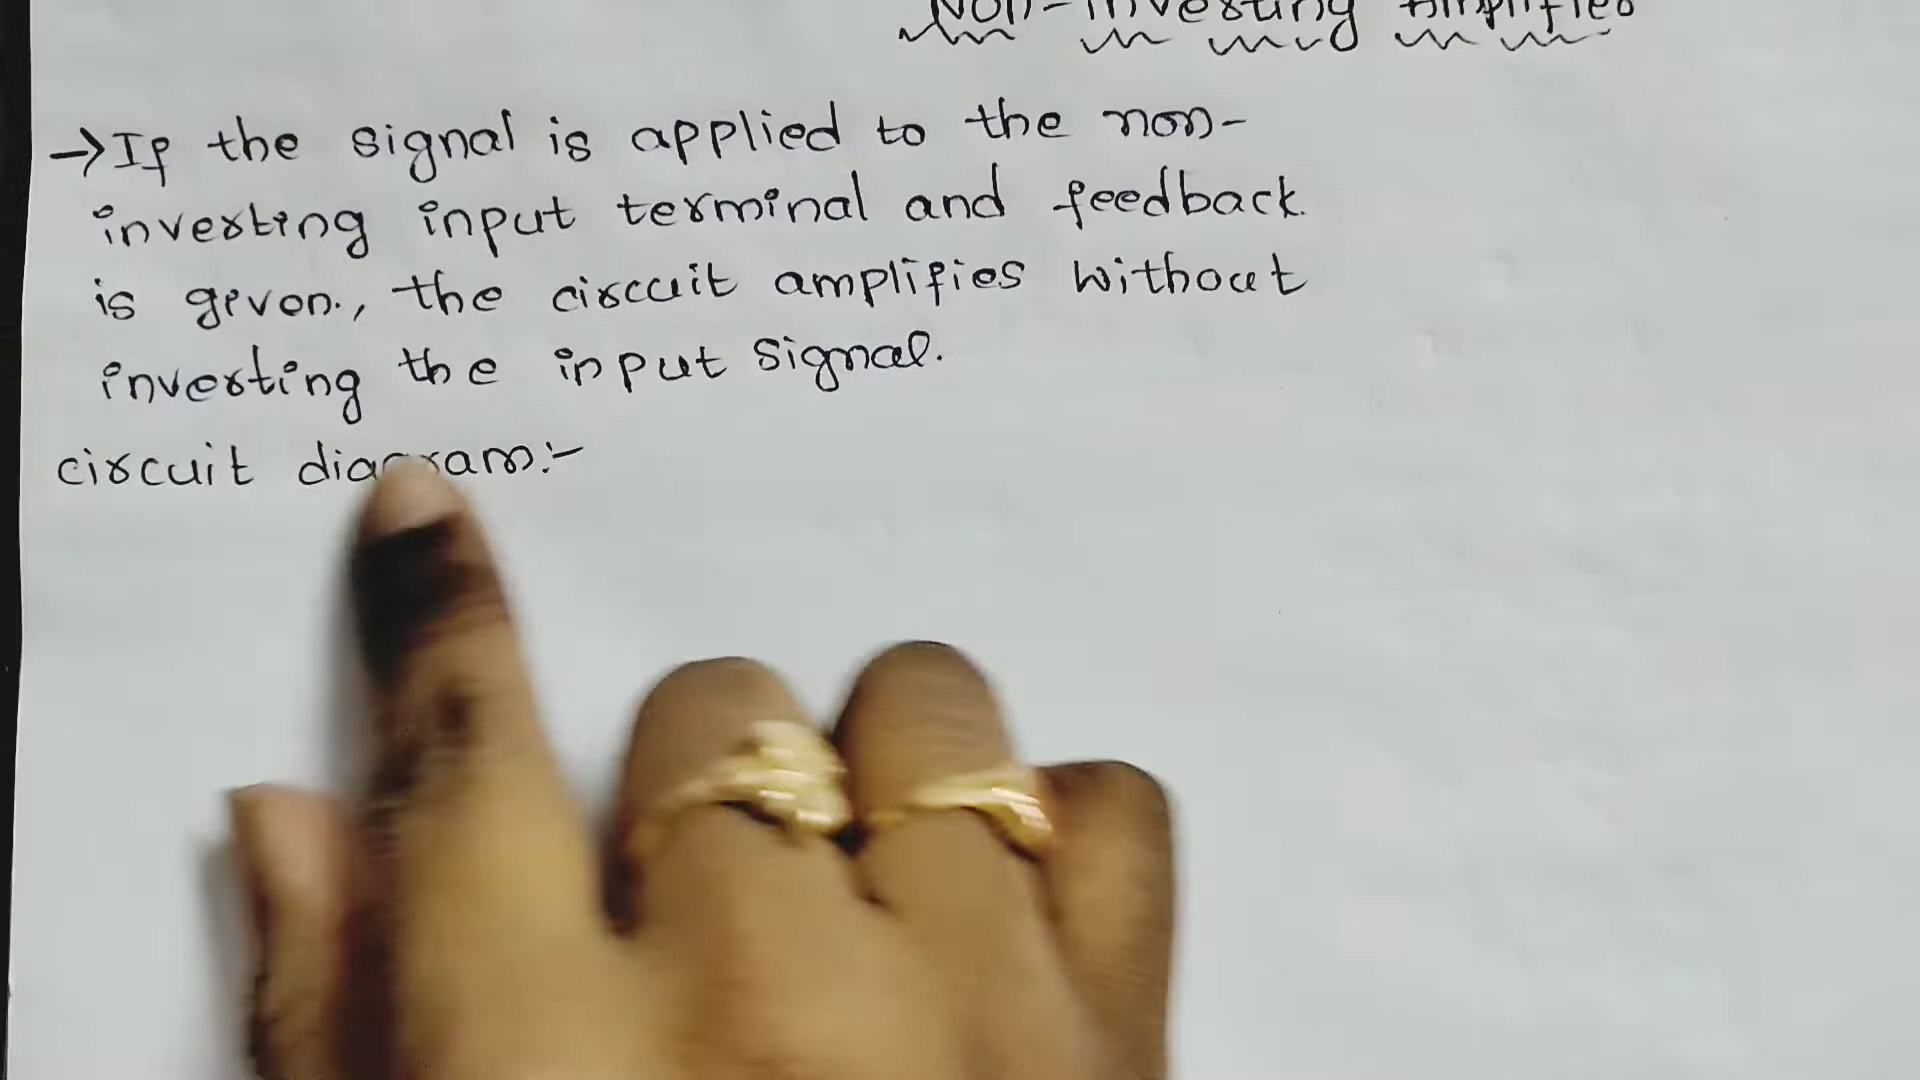 Non-inverting Amplifier
→If the signal is applied to the non-
inverting input terminal and feedback
is given., the circuit amplifies without
inverting the input signal.
circuit diagram:-